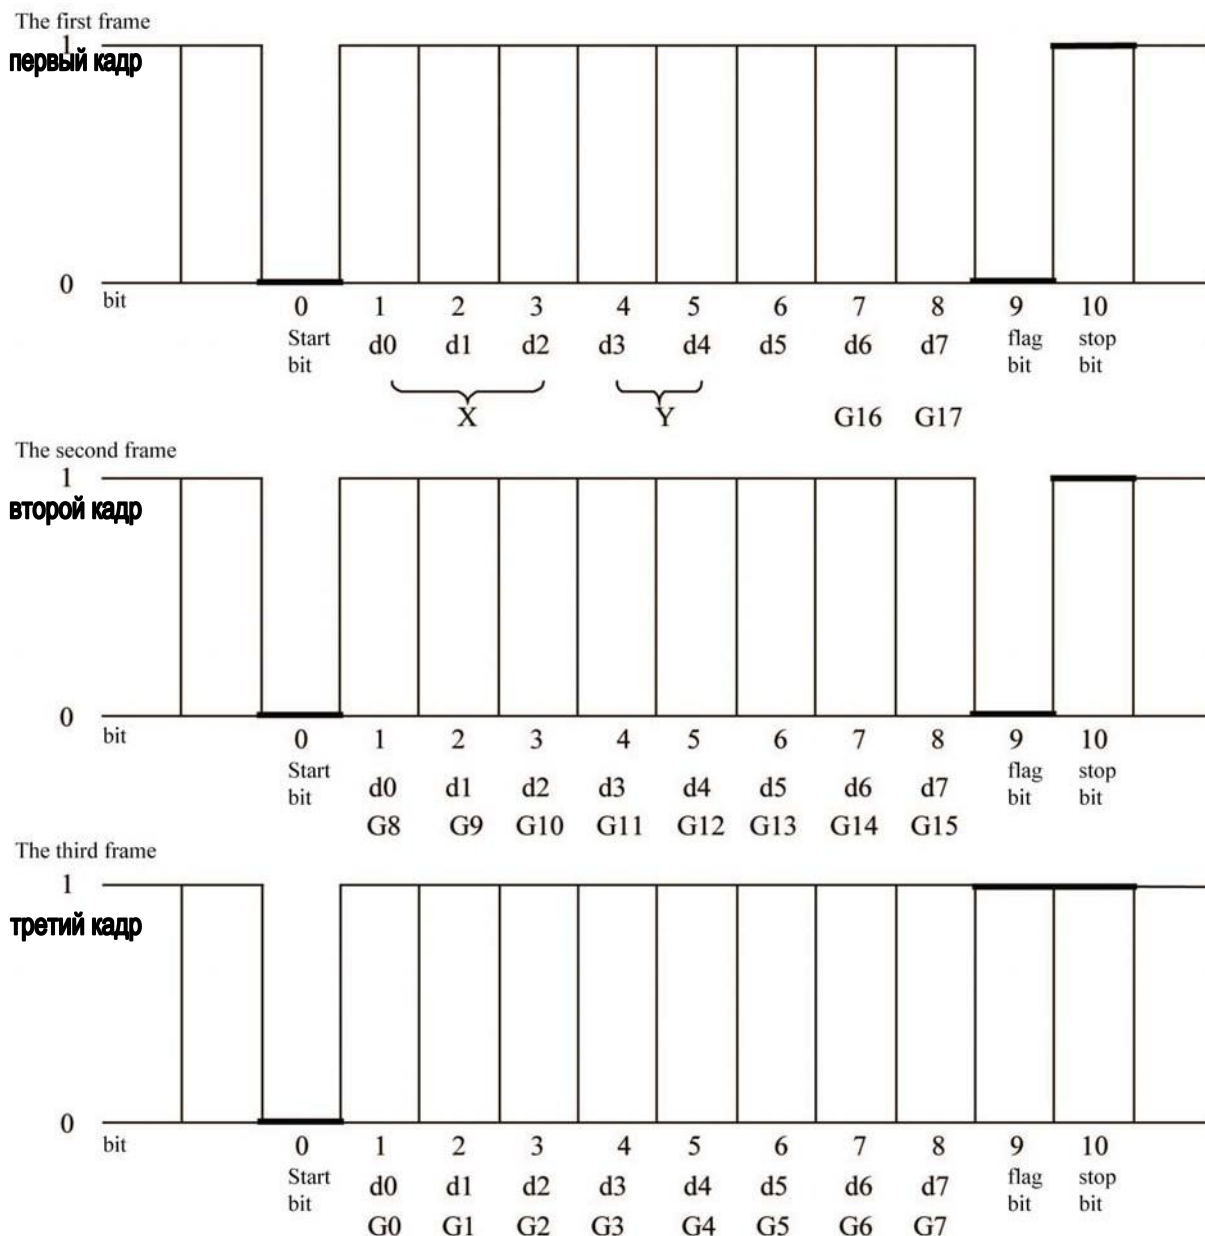 The first frame
1
первый кадр
0
bit
0 1 2 3 4 5 6 7 8 9 10
Start bit d0 d1 d2 d3 d4 d5 d6 d7 flag bit stop bit
X Y G16 G17
The second frame
1
второй кадр
0
bit
0 1 2 3 4 5 6 7 8 9 10
Start bit d0 d1 d2 d3 d4 d5 d6 d7 flag bit stop bit
G8 G9 G10 G11 G12 G13 G14 G15
The third frame
1
третий кадр
0
bit
0 1 2 3 4 5 6 7 8 9 10
Start bit d0 d1 d2 d3 d4 d5 d6 d7 flag bit stop bit
G0 G1 G2 G3 G4 G5 G6 G7